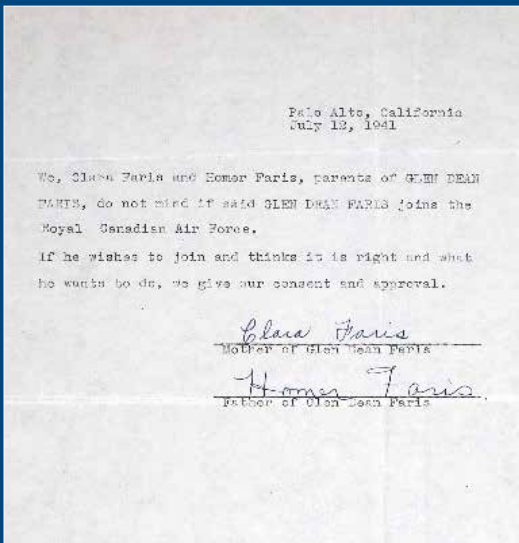 Palo Alto, California
July 12, 1941
We, Clara Faris and Homer Faris, parents of GLEN DEAN
FARIS, do not mind if said GLEN DEAN FARIS joins the
Royal Canadian Air Force.
If he wishes to join and thinks it is right and what
he wants to do, we give our consent and approval.
Clara Faris
Mother of Glen Dean Faris
Homer Faris
Father of Glen Dean Faris